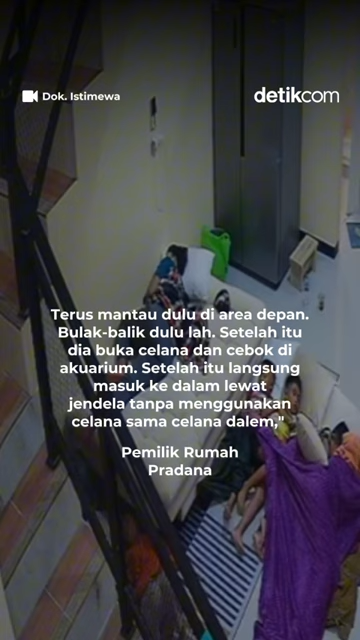 Dok. Istimewa
detikcom
Terus mantau dulu di area depan.
Bulak-balik dulu lah. Setelah itu
dia buka celana dan cebok di
akuarium. Setelah itu langsung
masuk ke dalam lewat
jendela tanpa menggunakan
celana sama celana dalem,"
Pemilik Rumah
Pradana